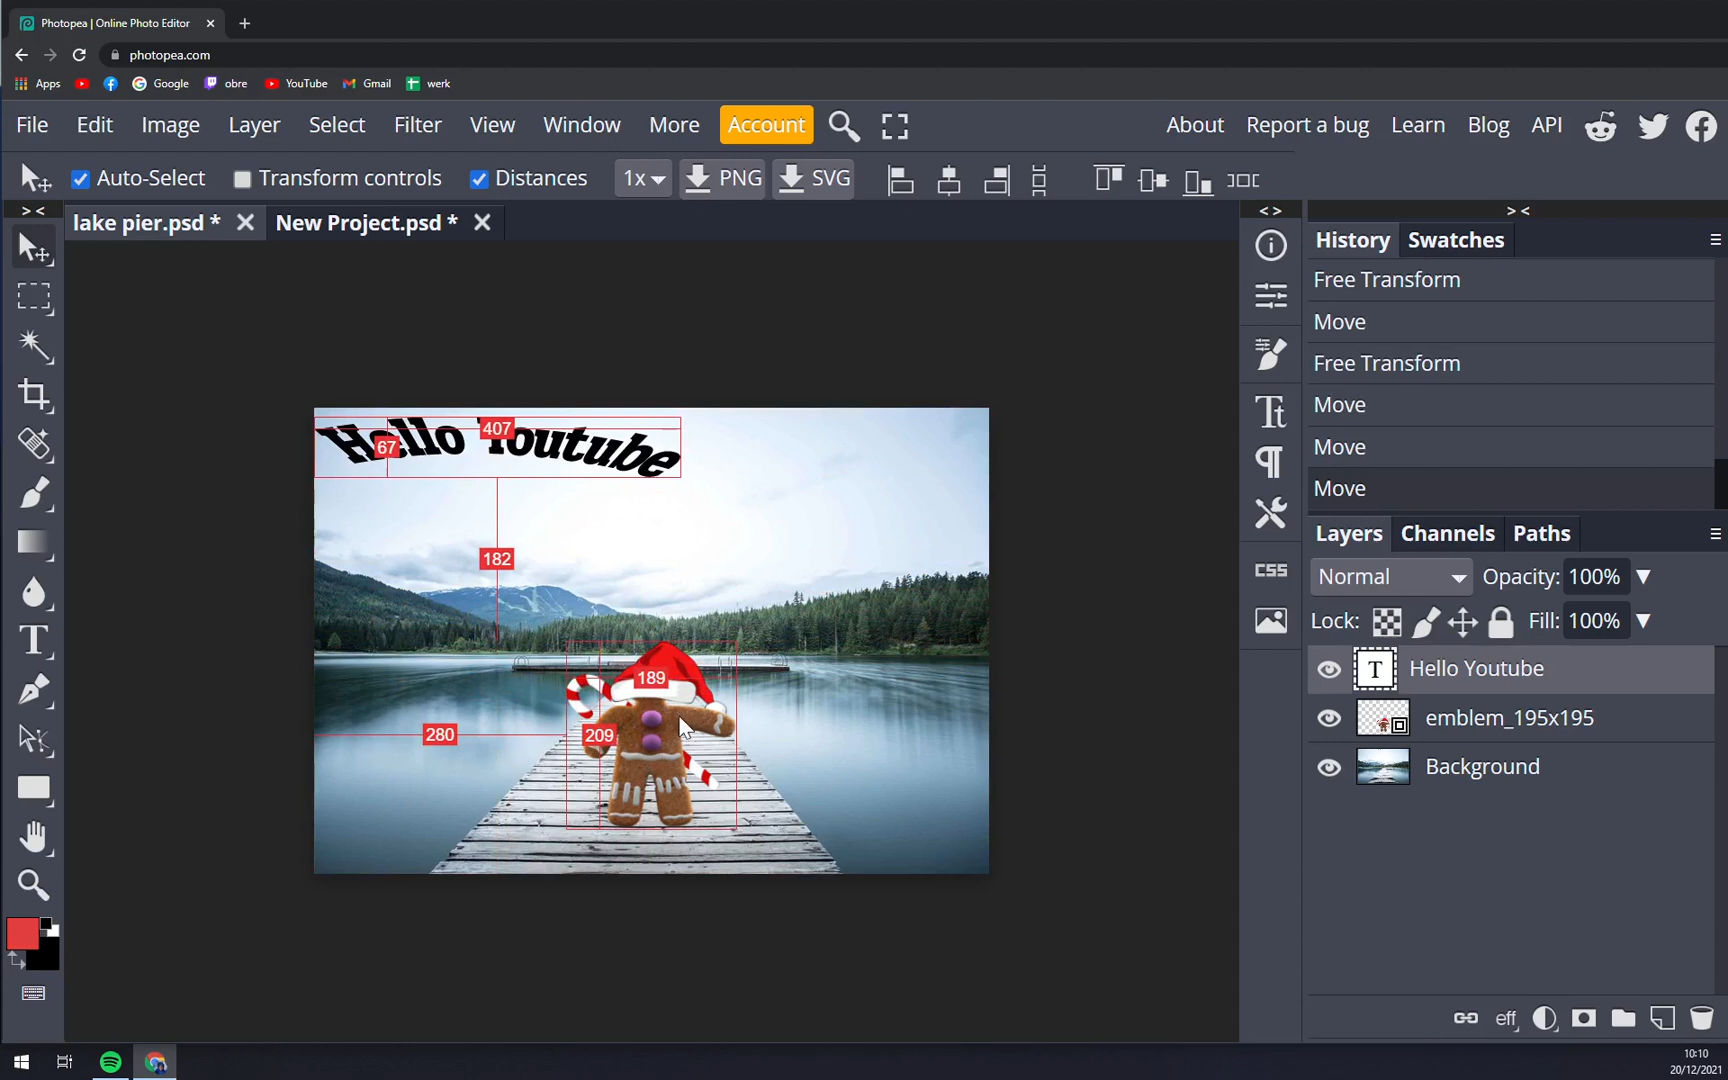 Photopea | Online Photo Editor
photopea.com
Apps Google obre YouTube Gmail werk
File Edit Image Layer Select Filter View Window More Account About Report a bug Learn Blog API
Auto-Select Transform controls Distances 1x PNG SVG
lake pier.psd * New Project.psd *
History Swatches
Free Transform
Move
Free Transform
Move
Move
Move
Hello Youtube
407
67
182
189
280
209
Tt
CSS
Layers Channels Paths
Normal Opacity: 100%
Lock: Fill: 100%
T Hello Youtube
emblem_195x195
Background
eff
10:10
20/12/2021